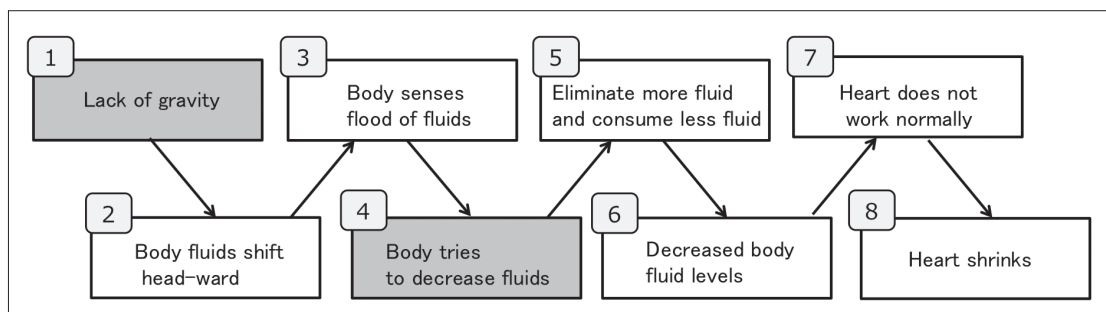 1
Lack of gravity
2
Body fluids shift
head-ward
3
Body senses
flood of fluids
4
Body tries
to decrease fluids
5
Eliminate more fluid
and consume less fluid
6
Decreased body
fluid levels
7
Heart does not
work normally
8
Heart shrinks